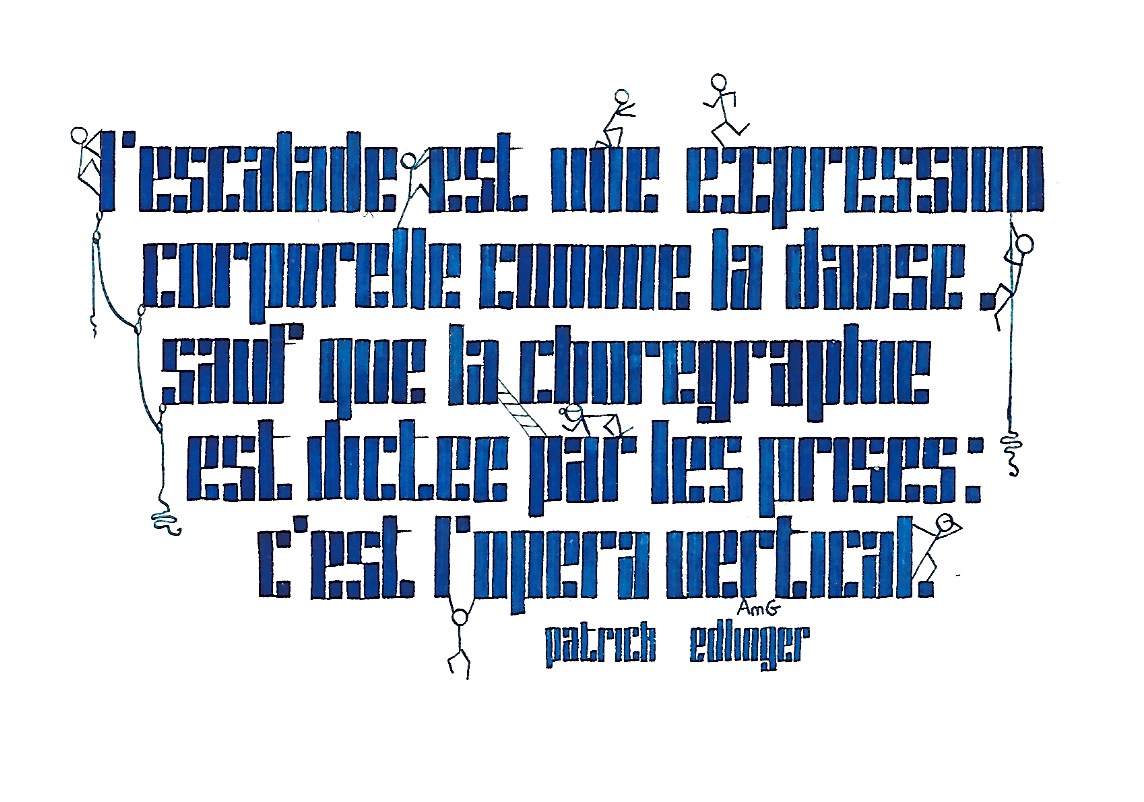 l'escalade est une expression
corporelle comme la danse.
sauf que la choregraphie
est dictee par les prises:
c'est l'opera vertical.
AmG
patrick edlinger